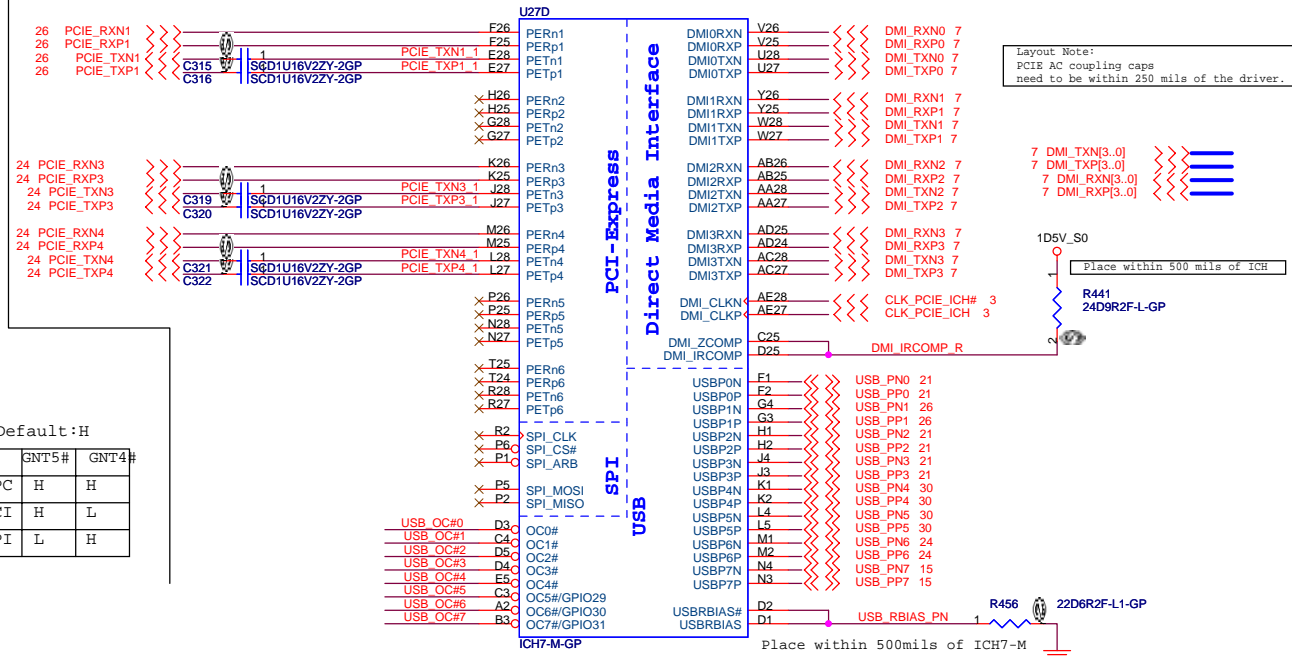 U27D
26 PCIE_RXN1
26 PCIE_RXP1
26 PCIE_TXN1
26 PCIE_TXP1
C315 1 SCD1U16V2ZY-2GP
C316 SCD1U16V2ZY-2GP
PCIE_TXN1_1
PCIE_TXP1_1
F26 PERn1
F25 PERp1
E28 PETn1
E27 PETp1
H26 PERn2
H25 PERp2
G28 PETn2
G27 PETp2
24 PCIE_RXN3
24 PCIE_RXP3
24 PCIE_TXN3
24 PCIE_TXP3
C319 1 SCD1U16V2ZY-2GP
C320 SCD1U16V2ZY-2GP
PCIE_TXN3_1
PCIE_TXP3_1
K26 PERn3
K25 PERp3
J28 PETn3
J27 PETp3
24 PCIE_RXN4
24 PCIE_RXP4
24 PCIE_TXN4
24 PCIE_TXP4
C321 1 SCD1U16V2ZY-2GP
C322 SCD1U16V2ZY-2GP
PCIE_TXN4_1
PCIE_TXP4_1
M26 PERn4
M25 PERp4
L28 PETn4
L27 PETp4
P26 PERn5
P25 PERp5
N28 PETn5
N27 PETp5
T25 PERn6
T24 PERp6
R28 PETn6
R27 PETp6
R2 SPI_CLK
P6 SPI_CS#
P1 SPI_ARB
P5 SPI_MOSI
P2 SPI_MISO
USB_OC#0 D3 OC0#
USB_OC#1 C4 OC1#
USB_OC#2 D5 OC2#
USB_OC#3 D4 OC3#
USB_OC#4 E5 OC4#
USB_OC#5 C3 OC5#/GPIO29
USB_OC#6 A2 OC6#/GPIO30
USB_OC#7 B3 OC7#/GPIO31
ICH7-M-GP
PCI-Express
Direct Media Interface
SPI
USB
DMI0RXN V26 DMI_RXN0 7
DMI0RXP V25 DMI_RXP0 7
DMI0TXN U28 DMI_TXN0 7
DMI0TXP U27 DMI_TXP0 7
DMI1RXN Y26 DMI_RXN1 7
DMI1RXP Y25 DMI_RXP1 7
DMI1TXN W28 DMI_TXN1 7
DMI1TXP W27 DMI_TXP1 7
DMI2RXN AB26 DMI_RXN2 7
DMI2RXP AB25 DMI_RXP2 7
DMI2TXN AA28 DMI_TXN2 7
DMI2TXP AA27 DMI_TXP2 7
DMI3RXN AD25 DMI_RXN3 7
DMI3RXP AD24 DMI_RXP3 7
DMI3TXN AC28 DMI_TXN3 7
DMI3TXP AC27 DMI_TXP3 7
DMI_CLKN AE28 CLK_PCIE_ICH# 3
DMI_CLKP AE27 CLK_PCIE_ICH 3
DMI_ZCOMP C25
DMI_IRCOMP D25 DMI_IRCOMP_R
USBP0N F1 USB_PN0 21
USBP0P F2 USB_PP0 21
USBP1N G4 USB_PN1 26
USBP1P G3 USB_PP1 26
USBP2N H1 USB_PN2 21
USBP2P H2 USB_PP2 21
USBP3N J4 USB_PN3 21
USBP3P J3 USB_PP3 21
USBP4N K1 USB_PN4 30
USBP4P K2 USB_PP4 30
USBP5N L4 USB_PN5 30
USBP5P L5 USB_PP5 30
USBP6N M1 USB_PN6 24
USBP6P M2 USB_PP6 24
USBP7N N4 USB_PN7 15
USBP7P N3 USB_PP7 15
USBRBIAS# D2
USBRBIAS D1 USB_RBIAS_PN
1 R456 22D6R2F-L1-GP
Place within 500mils of ICH7-M
Layout Note:
PCIE AC coupling caps
need to be within 250 mils of the driver.
7 DMI_TXN[3..0]
7 DMI_TXP[3..0]
7 DMI_RXN[3..0]
7 DMI_RXP[3..0]
1D5V_S0
Place within 500 mils of ICH
1
R441
24D9R2F-L-GP
2
Default:H
GNT5# GNT4#
PC H H
CI H L
PI L H